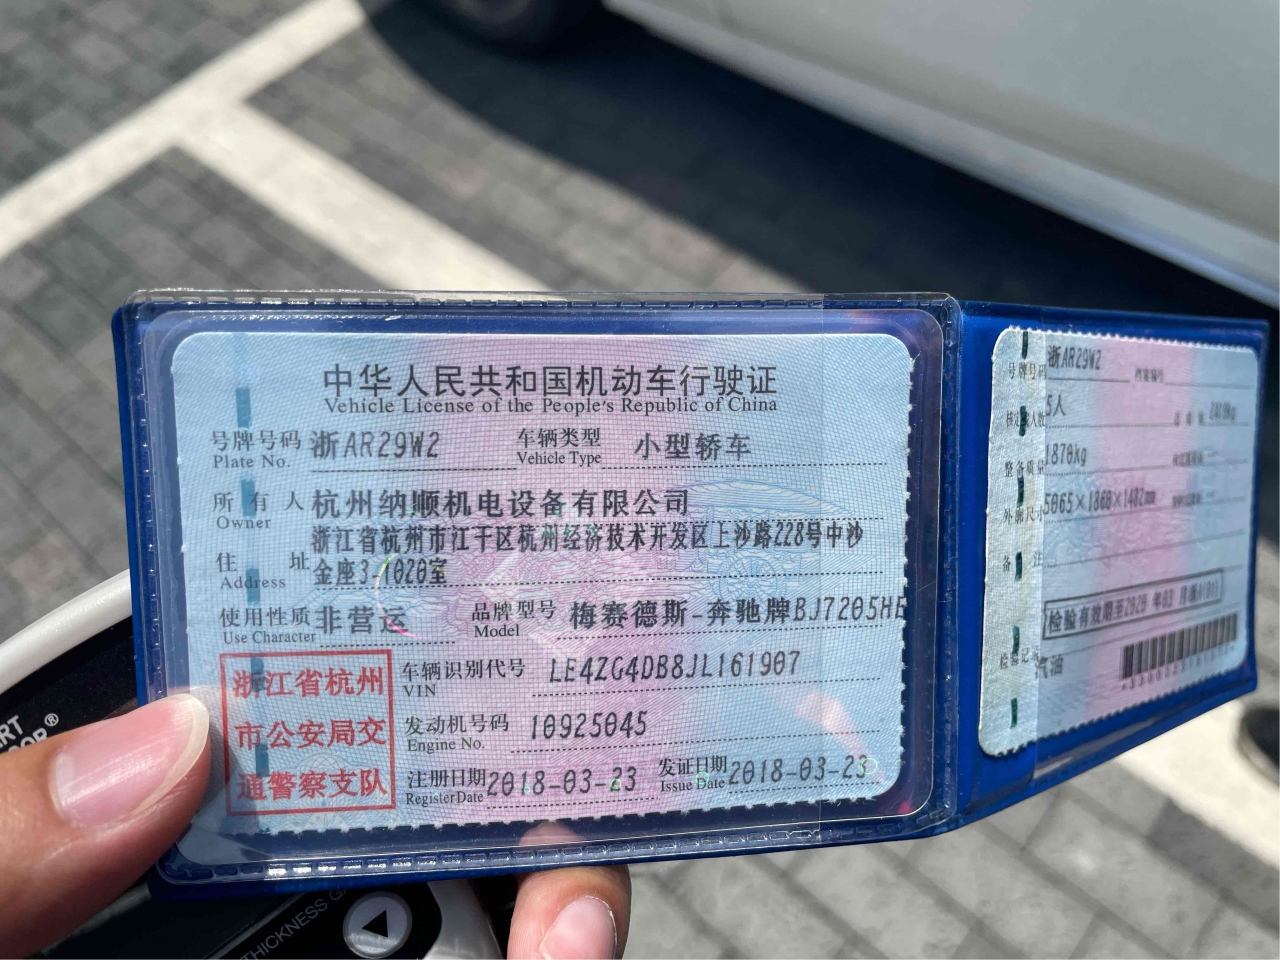 中华人民共和国机动车行驶证
Vehicle License of the People's Republic of China
号牌号码 浙AR29W2 车辆类型 小型轿车
Plate No. Vehicle Type
所有人 杭州纳顺机电设备有限公司
Owner
浙江省杭州市江干区杭州经济技术开发区上沙路228号中沙
住址 金座3-1020室
Address
使用性质 非营运 品牌型号 梅赛德斯-奔驰牌BJ7205HE
Use Character Model
浙江省杭州
市公安局交
通警察支队
车辆识别代号 LE4ZG4DB8JL161907
VIN
发动机号码 10925045
Engine No.
注册日期 2018-03-23 发证日期 2018-03-23
Register Date Issue Date
号牌号码 浙AR29W2 档案编号
5人
整备质量 1870kg
外廓尺寸 5065×1860×1482mm
备注
检验有效期至2020年03月
检验记录
气油
THICKNESS